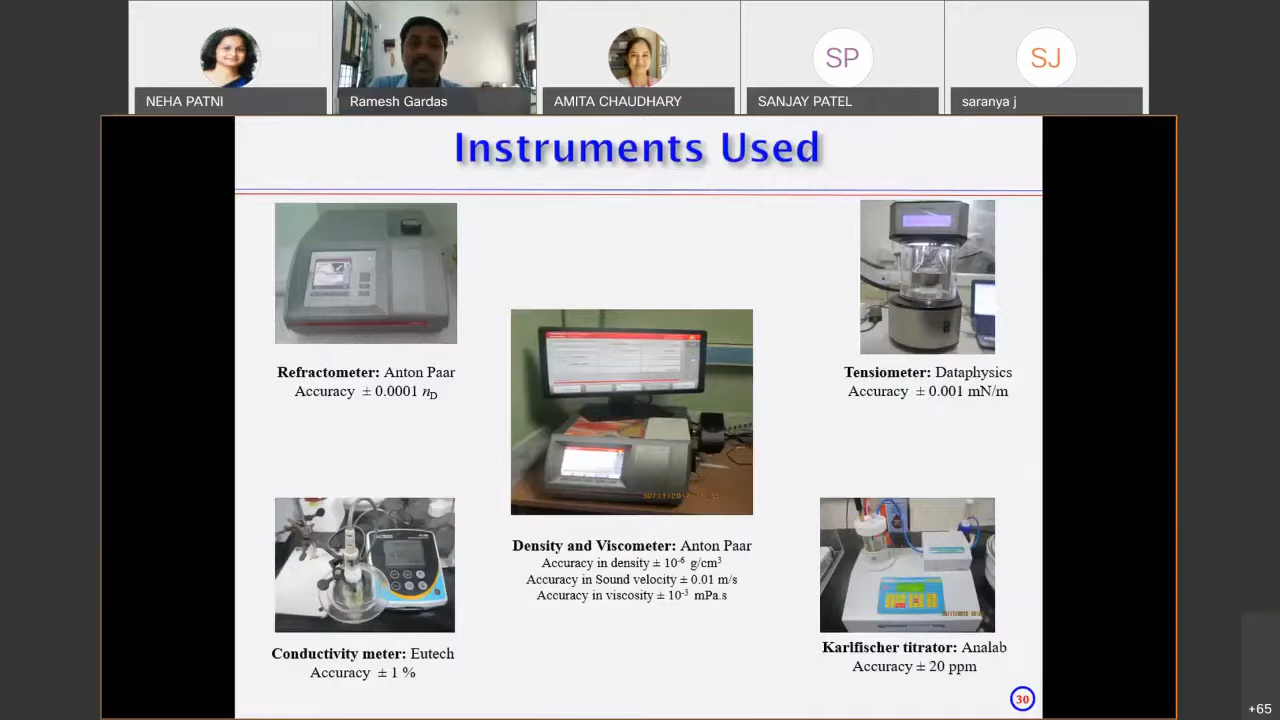 SP
SJ
NEHA PATNI
Ramesh Gardas
AMITA CHAUDHARY
SANJAY PATEL
saranya j
Instruments Used
Refractometer: Anton Paar
Accuracy ± 0.0001 nD
Tensiometer: Dataphysics
Accuracy ± 0.001 mN/m
Density and Viscometer: Anton Paar
Accuracy in density ± 10⁻⁶ g/cm³
Accuracy in Sound velocity ± 0.01 m/s
Accuracy in viscosity ± 10⁻³ mPa.s
Conductivity meter: Eutech
Accuracy ± 1 %
Karlfischer titrator: Analab
Accuracy ± 20 ppm
30
+65